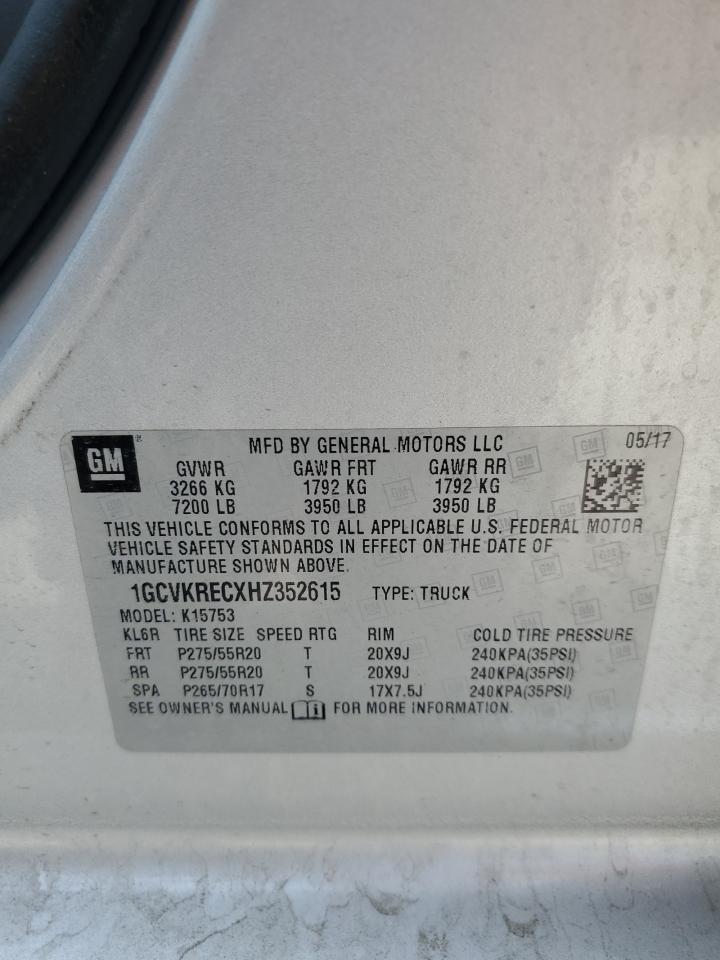 GM
MFD BY GENERAL MOTORS LLC 05/17
GVWR GAWR FRT GAWR RR
3266 KG 1792 KG 1792 KG
7200 LB 3950 LB 3950 LB
THIS VEHICLE CONFORMS TO ALL APPLICABLE U.S. FEDERAL MOTOR
VEHICLE SAFETY STANDARDS IN EFFECT ON THE DATE OF
MANUFACTURE SHOWN ABOVE.
1GCVKRECXHZ352615 TYPE: TRUCK
MODEL: K15753
KL6R TIRE SIZE SPEED RTG RIM COLD TIRE PRESSURE
FRT P275/55R20 T 20X9J 240KPA(35PSI)
RR P275/55R20 T 20X9J 240KPA(35PSI)
SPA P265/70R17 S 17X7.5J 240KPA(35PSI)
SEE OWNER'S MANUAL FOR MORE INFORMATION.